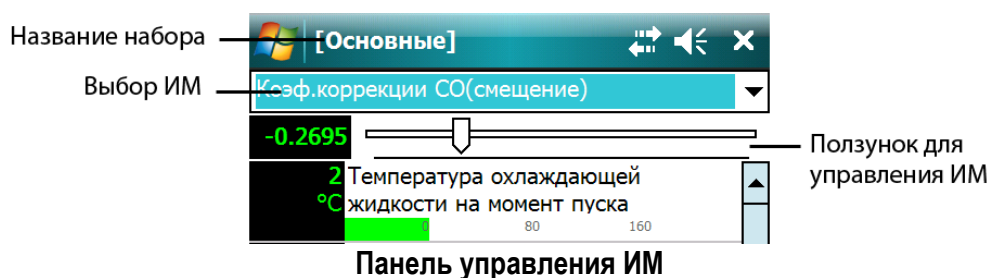 Название набора
[Основные]
Выбор ИМ
Коэф.коррекции СО(смещение)
-0.2695
Ползунок для
управления ИМ
2 Температура охлаждающей
°C жидкости на момент пуска
0 80 160
Панель управления ИМ